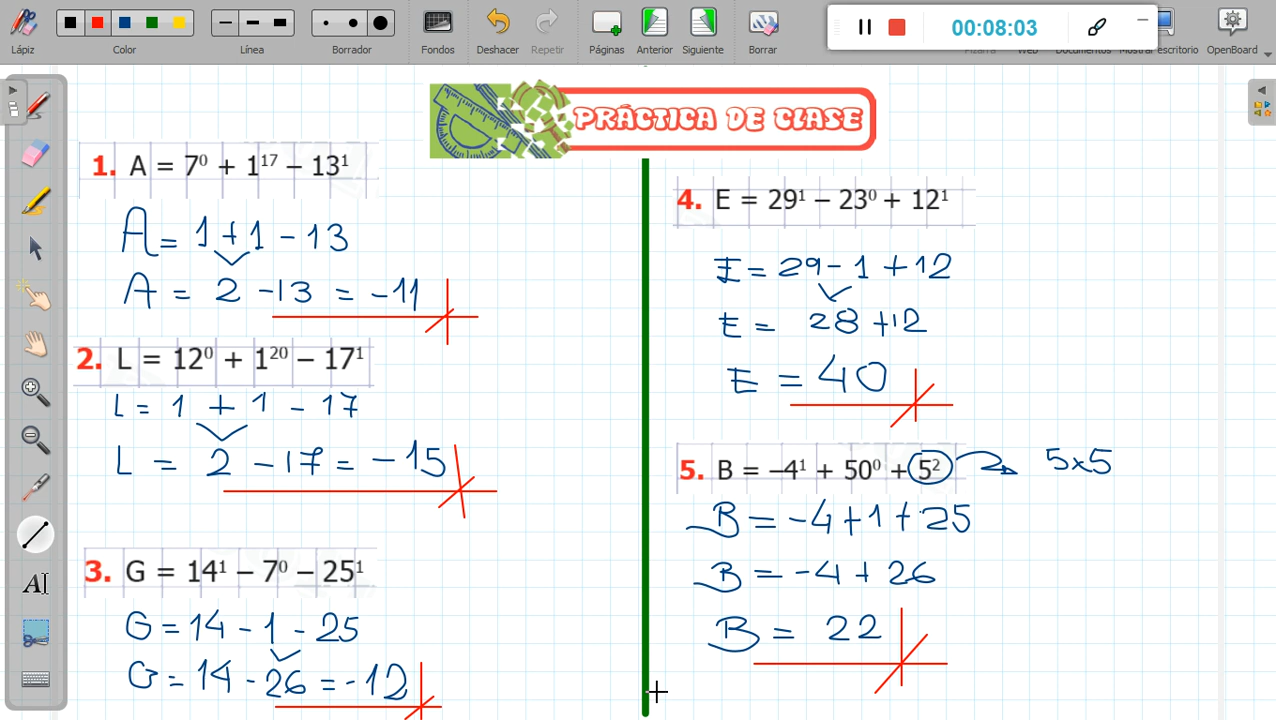 Lápiz Color Línea Borrador Fondos Deshacer Repetir Páginas Anterior Siguiente Borrar Mostrar escritorio OpenBoard
00:08:03
PRÁCTICA DE CLASE
1. A = 7⁰ + 1¹⁷ – 13¹
A = 1 + 1 - 13
A = 2 - 13 = -11
2. L = 12⁰ + 1²⁰ – 17¹
L = 1 + 1 - 17
L = 2 - 17 = -15
3. G = 14¹ – 7⁰ – 25¹
G = 14 - 1 - 25
G = 14 - 26 = -12
4. E = 29¹ – 23⁰ + 12¹
E = 29 - 1 + 12
E = 28 + 12
E = 40
5. B = –4¹ + 50⁰ + 5² 5x5
B = -4 + 1 + 25
B = -4 + 26
B = 22